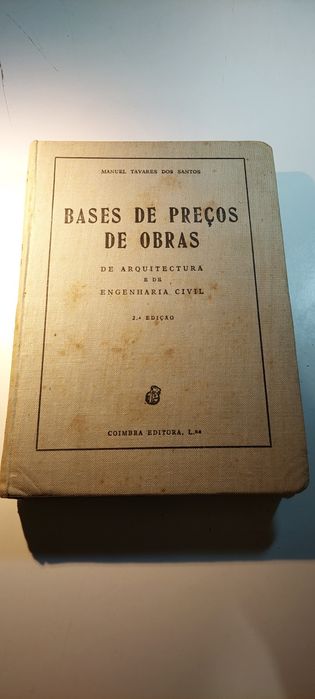 MANUEL TAVARES DOS SANTOS
BASES DE PREÇOS
DE OBRAS
DE ARQUITECTURA
E DE
ENGENHARIA CIVIL
2.ª EDIÇÃO
COIMBRA EDITORA, L.DA